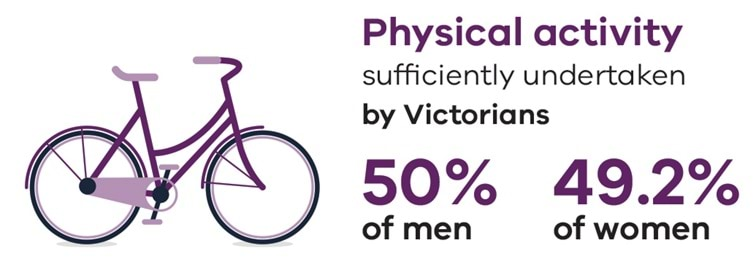 Physical activity
sufficiently undertaken
by Victorians
50% 49.2%
of men of women